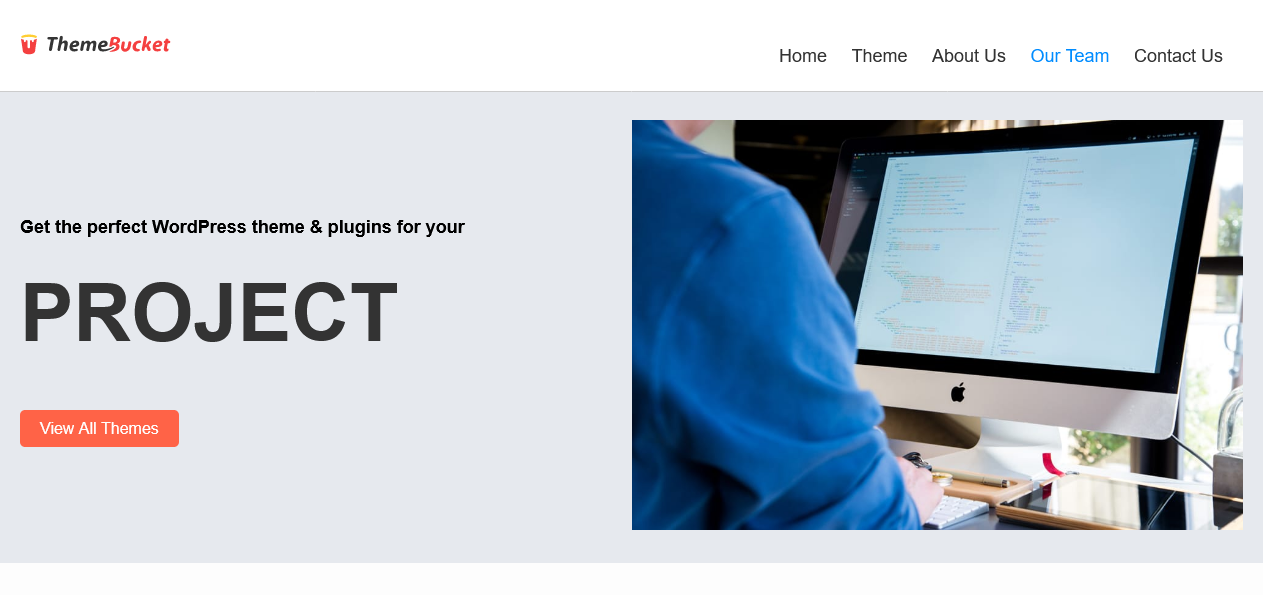 ThemeBucket
Home Theme About Us Our Team Contact Us
Get the perfect WordPress theme & plugins for your
PROJECT
View All Themes